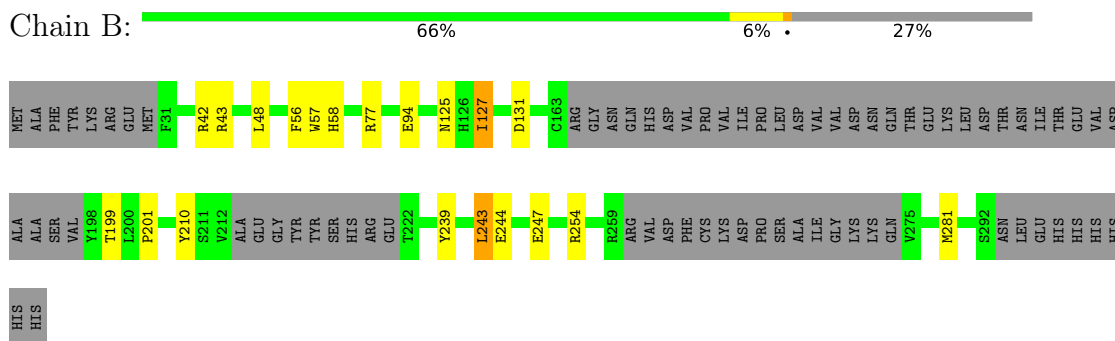 Chain B:
66% 6% • 27%
MET ALA PHE TYR LYS ARG GLU MET F31 R42 R43 L48 F56 W57 H58 R77 E94 N125 H126 I127 D131 C163 ARG GLY ASN GLN HIS ASP VAL PRO VAL ILE PRO LEU ASP VAL VAL ASP ASN GLN THR GLU LYS LEU ASP THR ASN ILE THR GLU VAL ASP
ALA ALA SER VAL Y198 T199 L200 P201 Y210 S211 V212 ALA GLU GLY TYR TYR SER HIS ARG GLU T222 Y239 L243 E244 E247 R254 R259 ARG VAL ASP PHE CYS LYS ASP PRO SER ALA ILE GLY LYS LYS GLN V275 M281 S292 ASN LEU GLU HIS HIS HIS HIS
HIS HIS